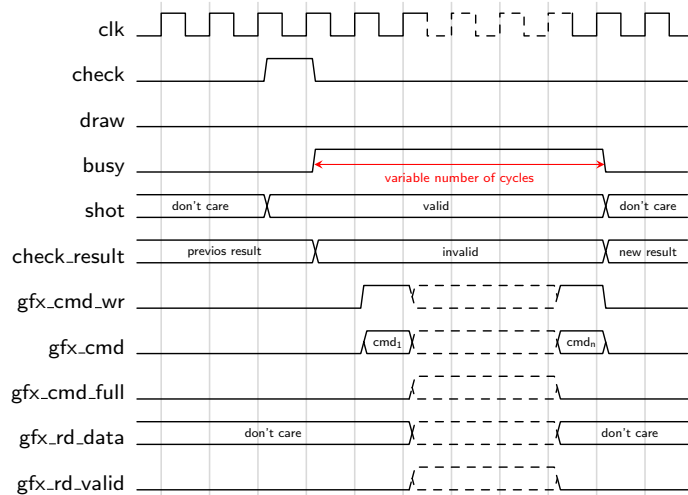 clk
check
draw
busy
variable number of cycles
shot don't care valid don't care
check_result previos result invalid new result
gfx_cmd_wr
gfx_cmd cmd₁ cmdₙ
gfx_cmd_full
gfx_rd_data don't care don't care
gfx_rd_valid